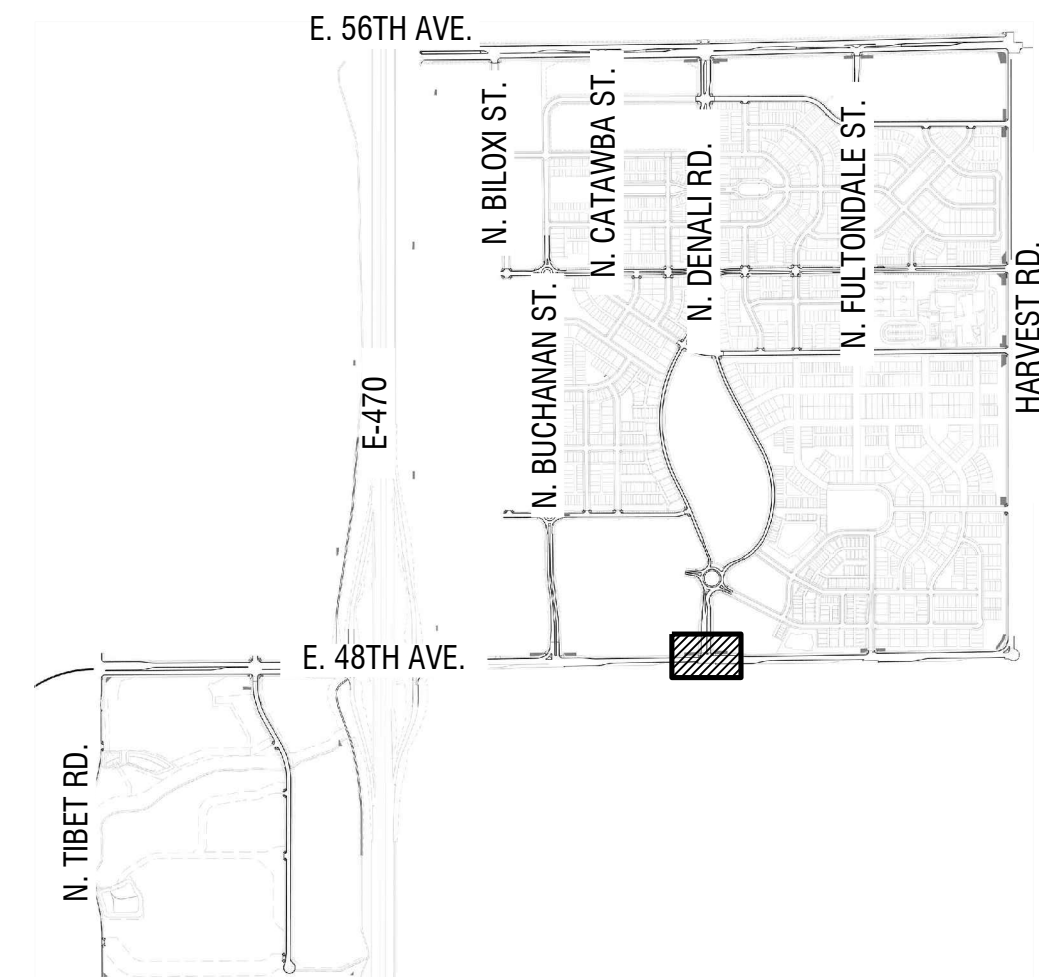 E. 56TH AVE.
N. BILOXI ST.
N. CATAWBA ST.
N. DENALI RD.
N. FULTONDALE ST.
HARVEST RD.
N. BUCHANAN ST.
E-470
E. 48TH AVE.
N. TIBET RD.